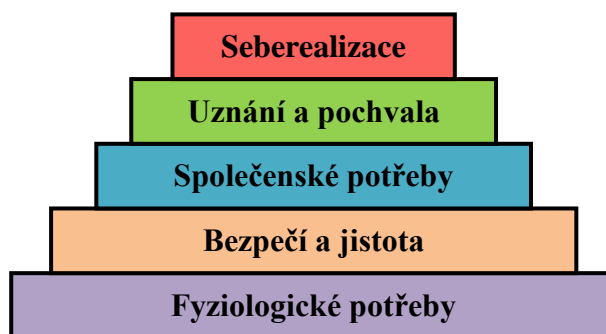 Seberealizace
Uznání a pochvala
Společenské potřeby
Bezpečí a jistota
Fyziologické potřeby